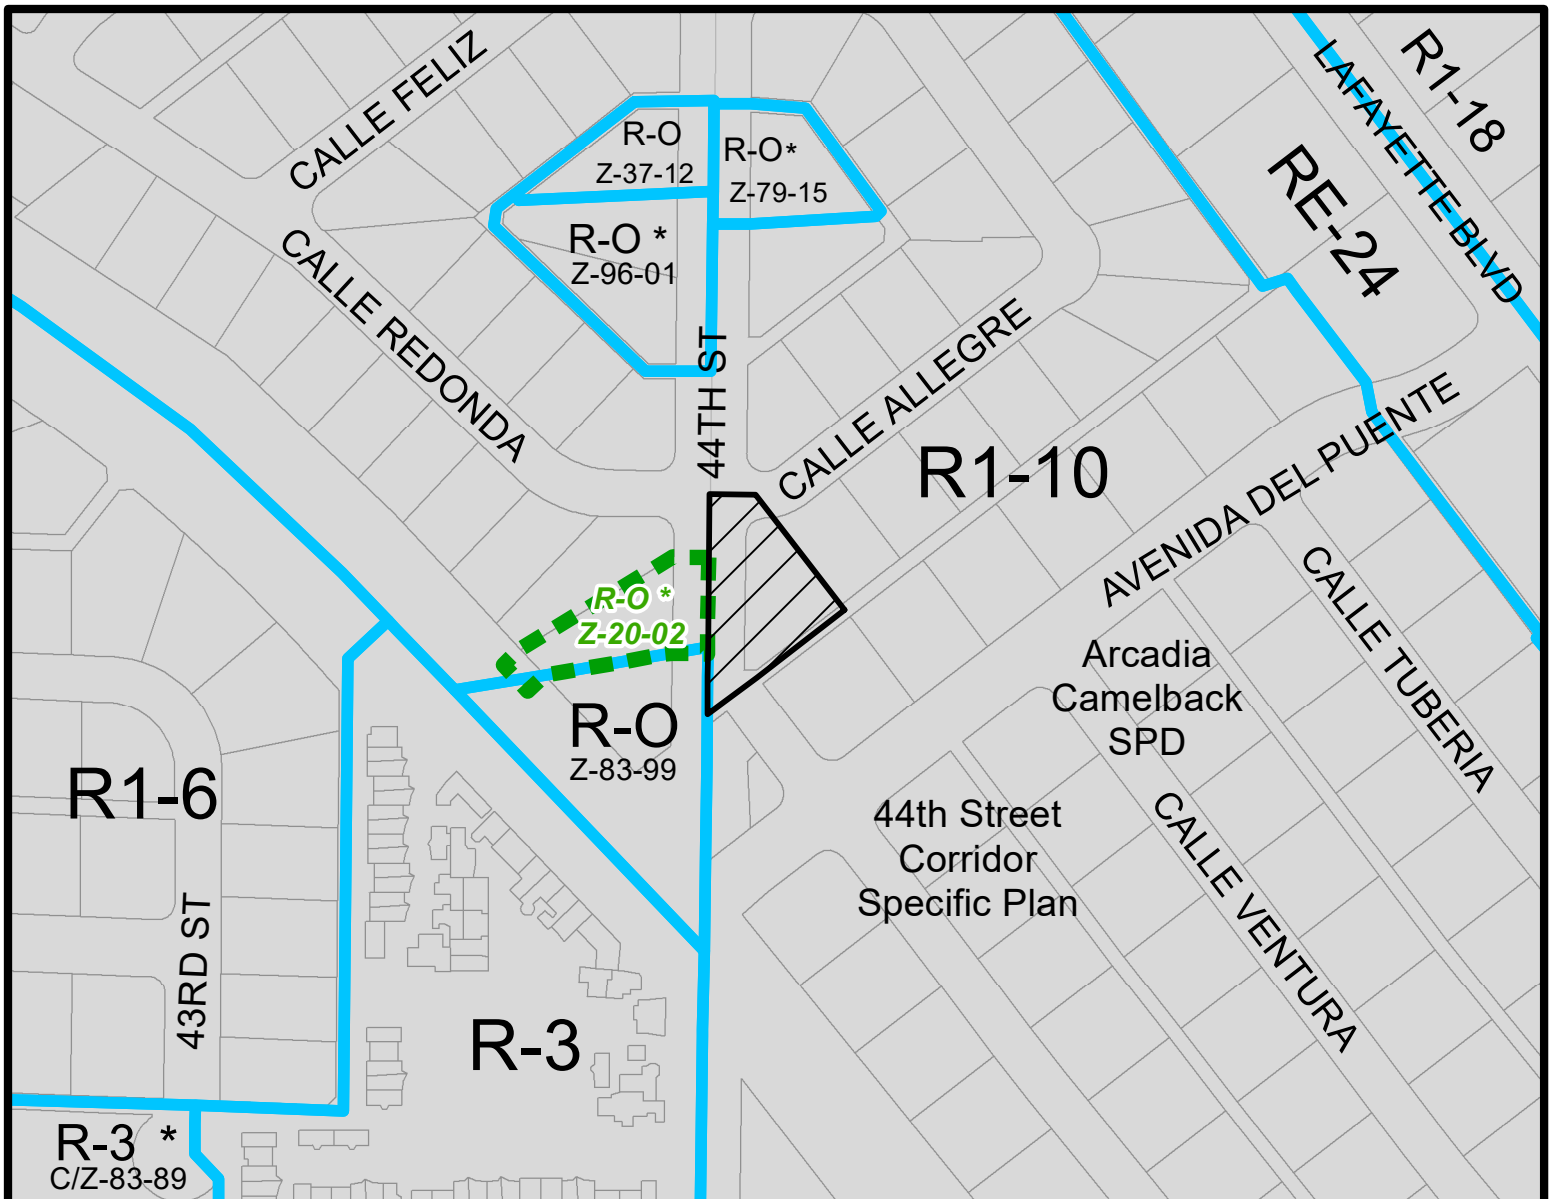 CALLE FELIZ
R1-18
LAFAYETTE BLVD
R-O
Z-37-12
R-O*
Z-79-15
RE-24
R-O *
Z-96-01
CALLE REDONDA
44TH ST
CALLE ALLEGRE
R1-10
AVENIDA DEL PUENTE
R-O *
Z-20-02
CALLE TUBERIA
Arcadia
Camelback
SPD
R-O
Z-83-99
R1-6
44th Street
Corridor
Specific Plan
CALLE VENTURA
43RD ST
R-3
R-3 *
C/Z-83-89